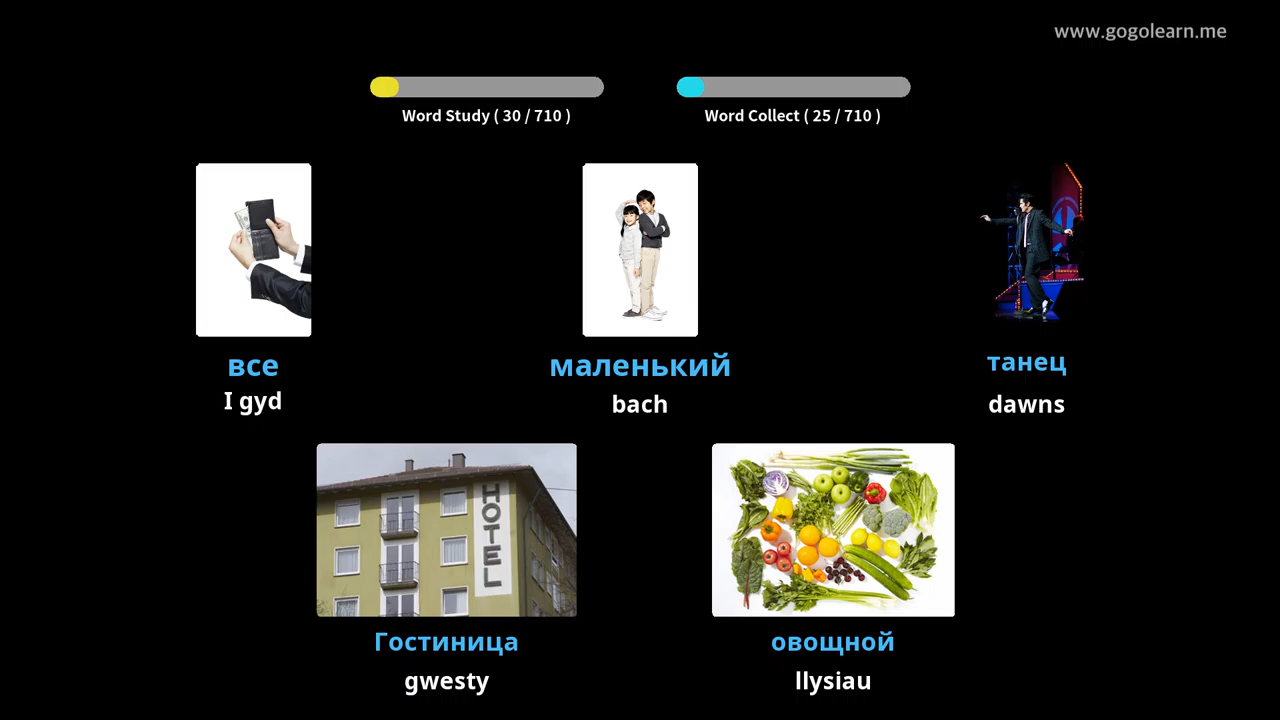 www.gogolearn.me
Word Study ( 30 / 710 )
Word Collect ( 25 / 710 )
все
маленький
танец
I gyd
bach
dawns
HOTEL
Гостиница
овощной
gwesty
llysiau